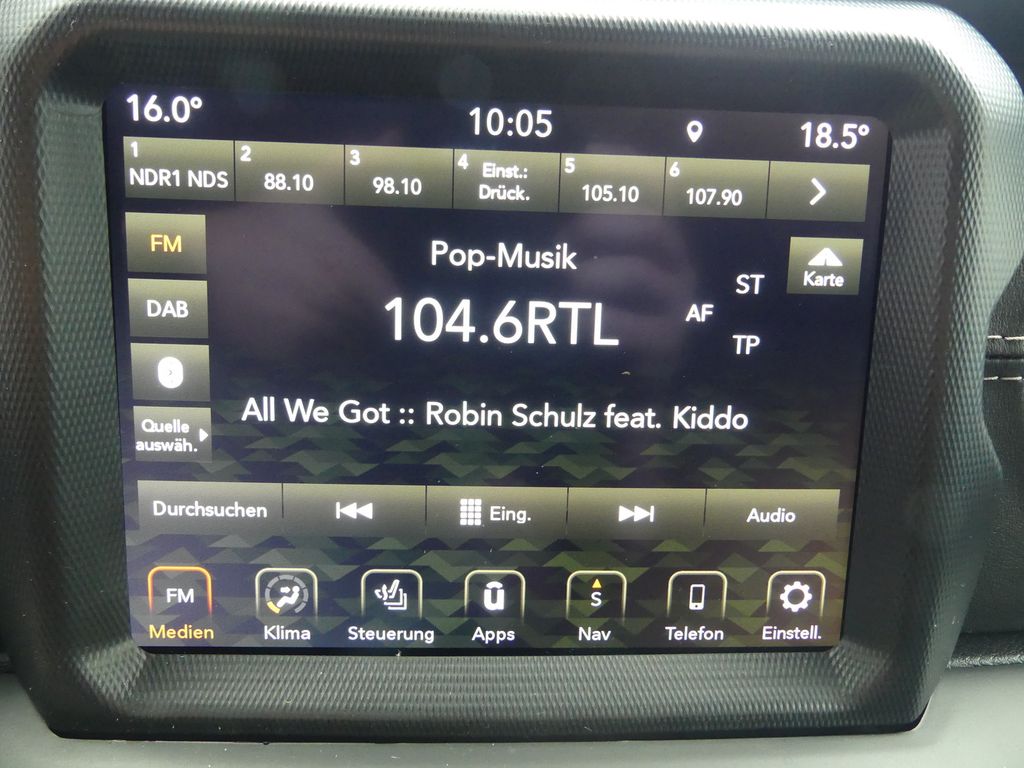 16.0°
10:05
18.5°
1
NDR1 NDS
2
88.10
3
98.10
4
Einst.:
Drück.
5
105.10
6
107.90
FM
Pop-Musik
Karte
DAB
104.6RTL
ST
AF
TP
Quelle
auswäh.
All We Got :: Robin Schulz feat. Kiddo
Durchsuchen
Eing.
Audio
FM
Medien
Klima
Steuerung
u
Apps
S
Nav
Telefon
Einstell.